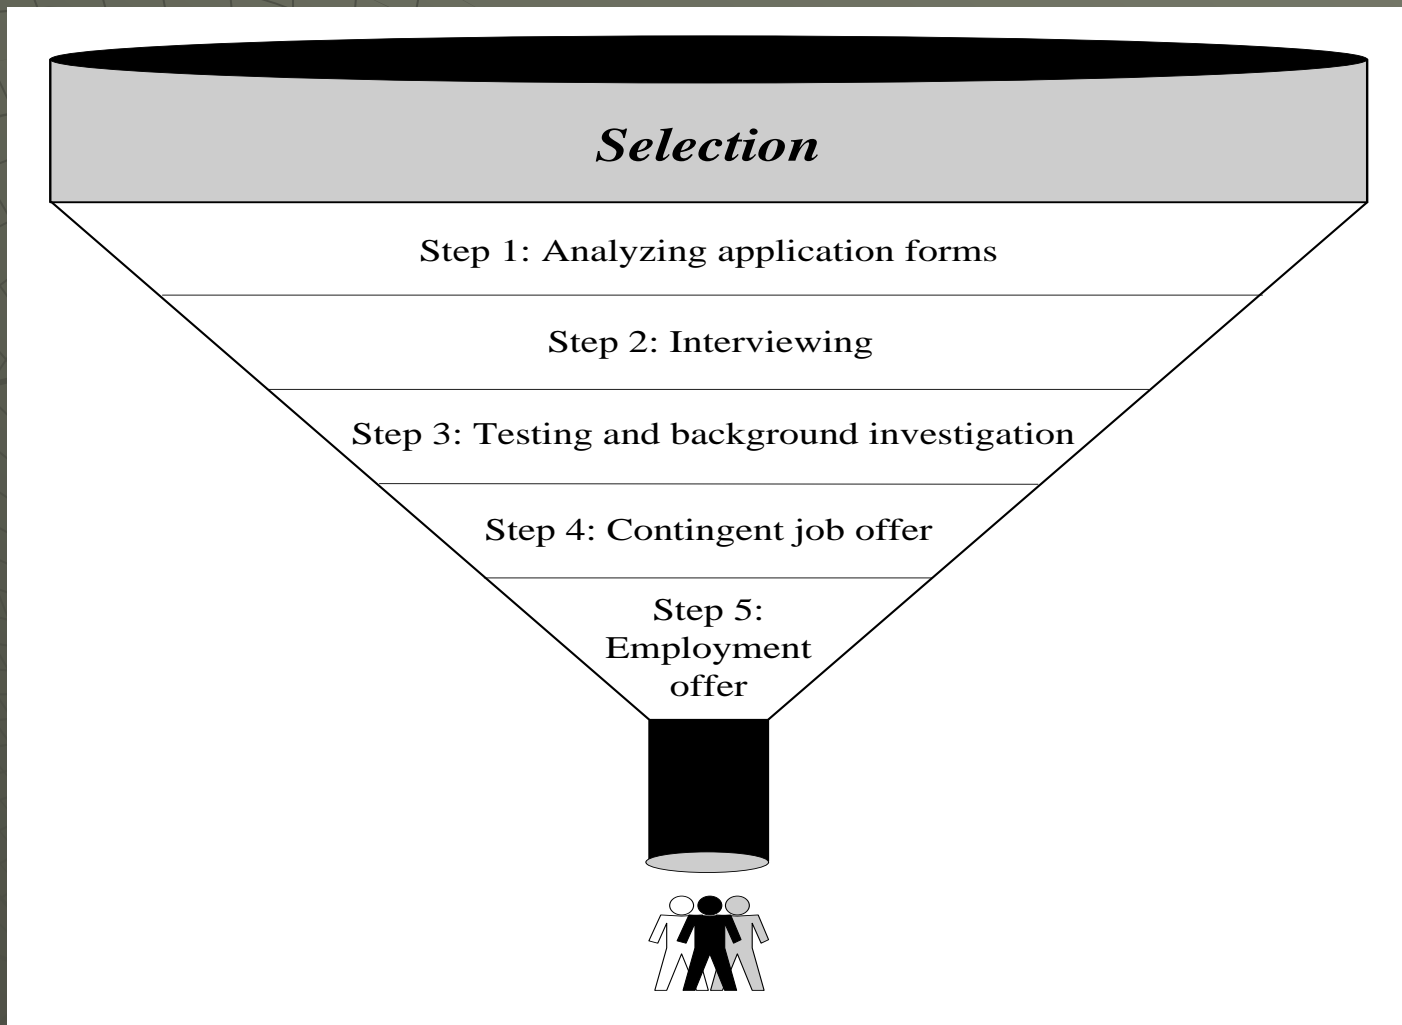 Selection
Step 1: Analyzing application forms
Step 2: Interviewing
Step 3: Testing and background investigation
Step 4: Contingent job offer
Step 5:
Employment
offer